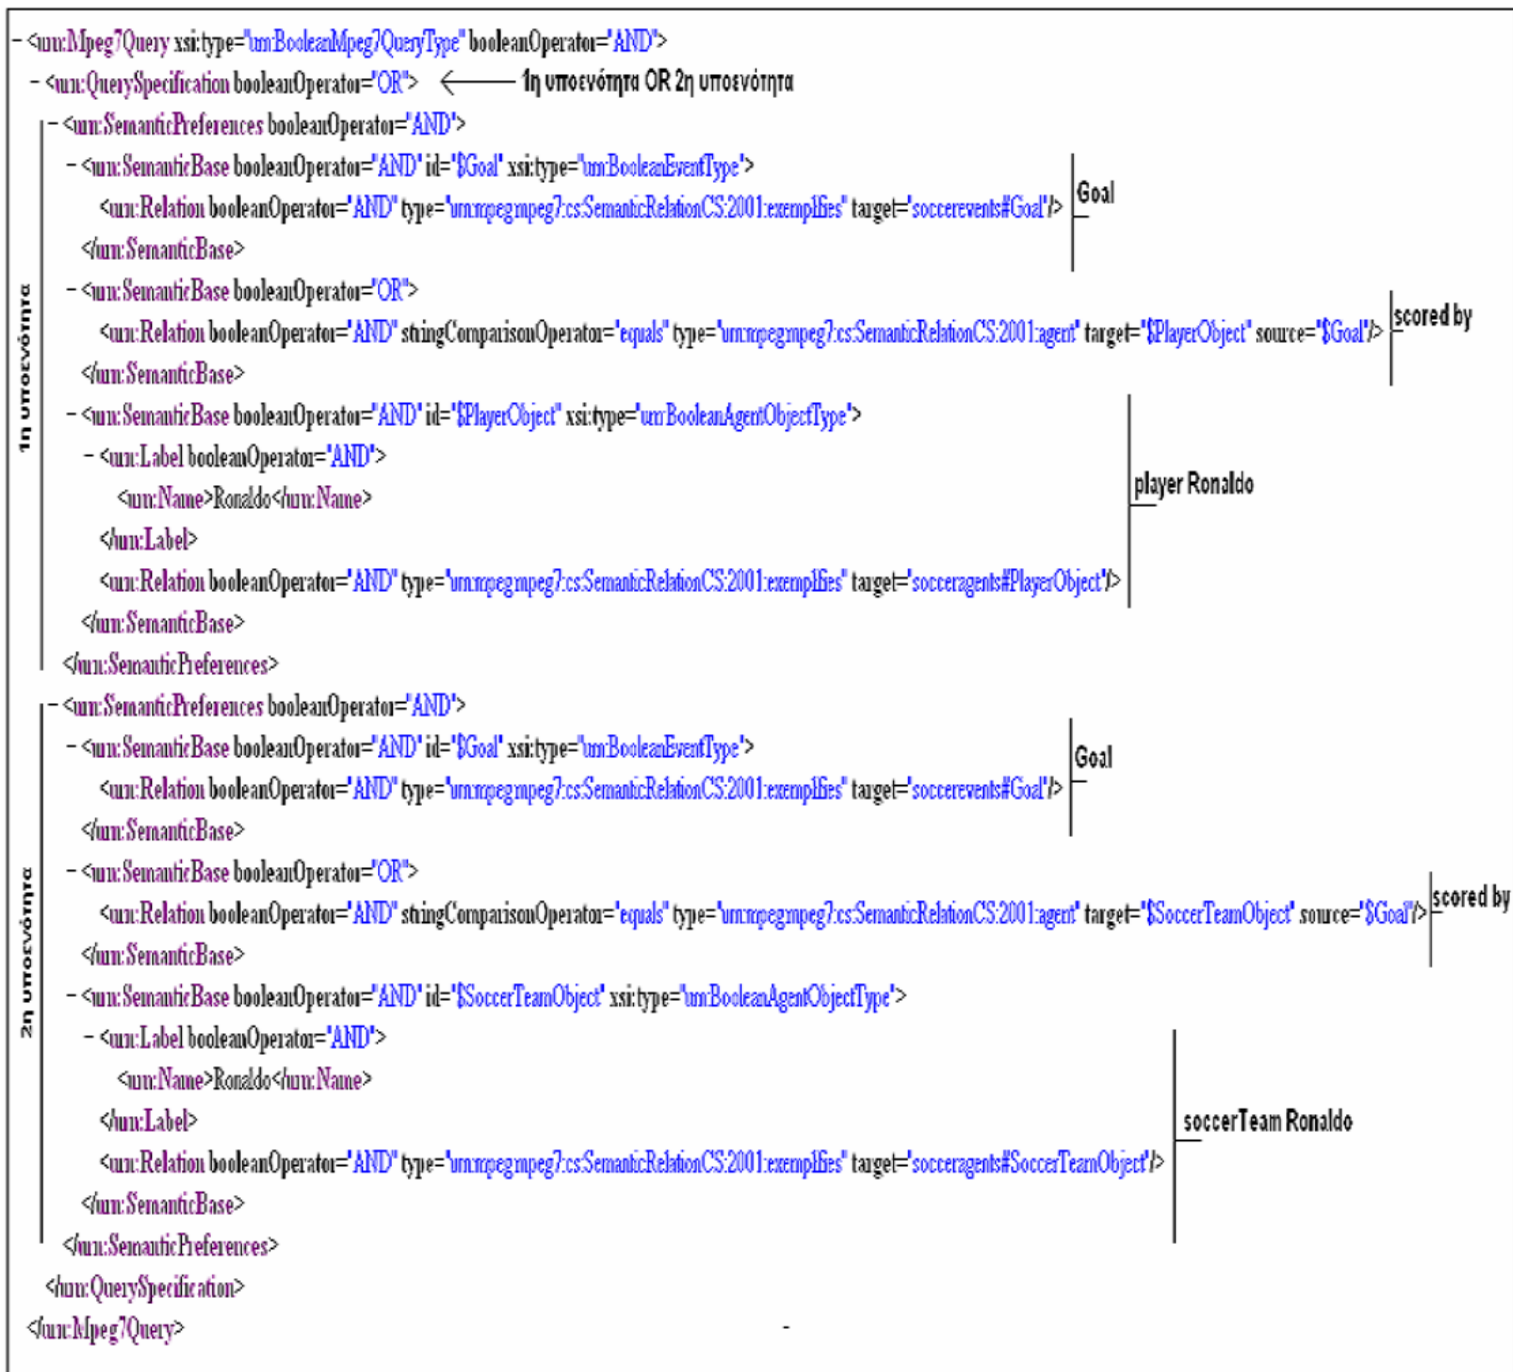 - <urn:Mpeg7Query xsi:type="urn:BooleanMpeg7QueryType" booleanOperator="AND">
- <urn:QuerySpecification booleanOperator="OR"> 1η υποενότητα OR 2η υποενότητα
- <urn:SemanticPreferences booleanOperator="AND">
- <urn:SemanticBase booleanOperator="AND" id="$Goal" xsi:type="urn:BooleanEventType">
Goal
<urn:Relation booleanOperator="AND" type="urn:mpeg:mpeg7:cs:SemanticRelationCS:2001:exemplifies" target="soccerevents#Goal"/>
</urn:SemanticBase>
- <urn:SemanticBase booleanOperator="OR">
<urn:Relation booleanOperator="AND" stringComparisonOperator="equals" type="urn:mpeg:mpeg7:cs:SemanticRelationCS:2001:agent" target="$PlayerObject" source="$Goal"/> scored by
</urn:SemanticBase>
1η υποενότητα
- <urn:SemanticBase booleanOperator="AND" id="$PlayerObject" xsi:type="urn:BooleanAgentObjectType">
- <urn:Label booleanOperator="AND">
<urn:Name>Ronaldo</urn:Name>
player Ronaldo
</urn:Label>
<urn:Relation booleanOperator="AND" type="urn:mpeg:mpeg7:cs:SemanticRelationCS:2001:exemplifies" target="socceragents#PlayerObject"/>
</urn:SemanticBase>
</urn:SemanticPreferences>
- <urn:SemanticPreferences booleanOperator="AND">
- <urn:SemanticBase booleanOperator="AND" id="$Goal" xsi:type="urn:BooleanEventType">
Goal
<urn:Relation booleanOperator="AND" type="urn:mpeg:mpeg7:cs:SemanticRelationCS:2001:exemplifies" target="soccerevents#Goal"/>
</urn:SemanticBase>
- <urn:SemanticBase booleanOperator="OR">
<urn:Relation booleanOperator="AND" stringComparisonOperator="equals" type="urn:mpeg:mpeg7:cs:SemanticRelationCS:2001:agent" target="$SoccerTeamObject" source="$Goal"/> scored by
</urn:SemanticBase>
2η υποενότητα
- <urn:SemanticBase booleanOperator="AND" id="$SoccerTeamObject" xsi:type="urn:BooleanAgentObjectType">
- <urn:Label booleanOperator="AND">
<urn:Name>Ronaldo</urn:Name>
</urn:Label>
soccerTeam Ronaldo
<urn:Relation booleanOperator="AND" type="urn:mpeg:mpeg7:cs:SemanticRelationCS:2001:exemplifies" target="socceragents#SoccerTeamObject"/>
</urn:SemanticBase>
</urn:SemanticPreferences>
</urn:QuerySpecification>
</urn:Mpeg7Query>
-